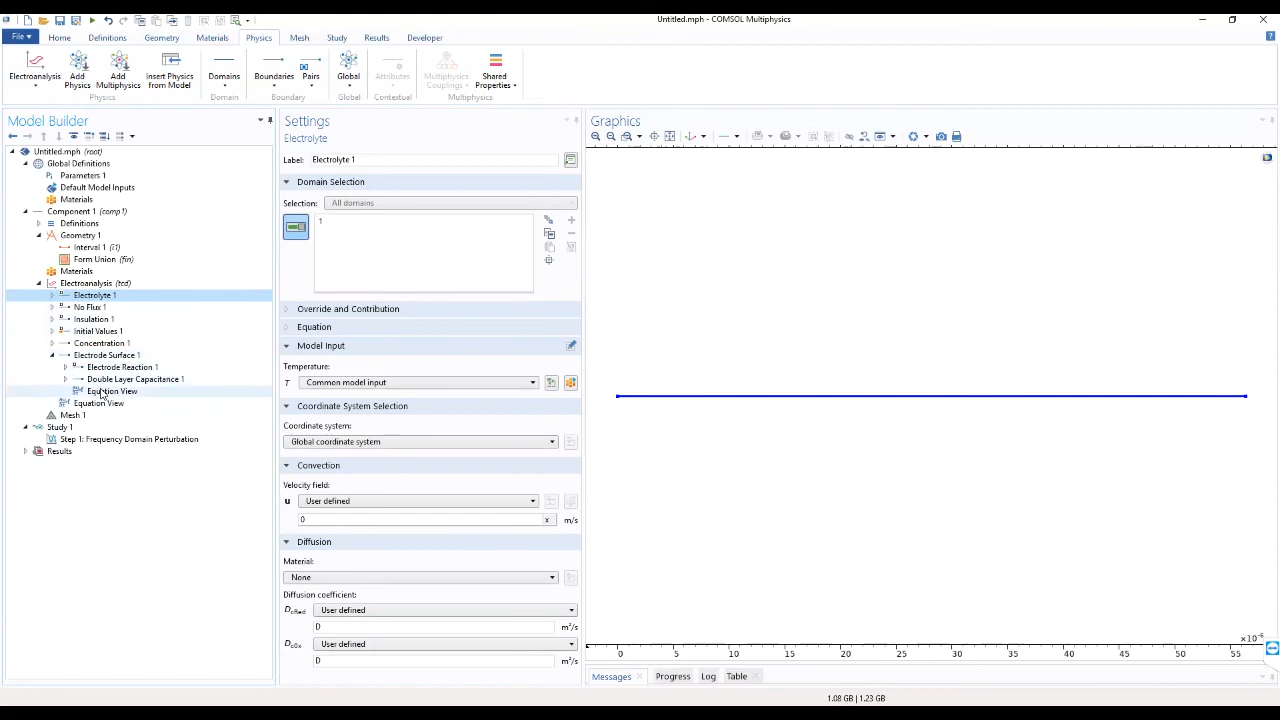 Untitled.mph - COMSOL Multiphysics
File Home Definitions Geometry Materials Physics Mesh Study Results Developer
Electroanalysis Add Physics Add Multiphysics Insert Physics from Model Domains Boundaries Pairs Global Attributes Multiphysics Couplings Shared Properties
Physics Domain Boundary Global Contextual Multiphysics
Model Builder
Untitled.mph (root)
Global Definitions
Parameters 1
Default Model Inputs
Materials
Component 1 (comp1)
Definitions
Geometry 1
Interval 1 (i1)
Form Union (fin)
Materials
Electroanalysis (tcd)
Electrolyte 1
No Flux 1
Insulation 1
Initial Values 1
Concentration 1
Electrode Surface 1
Electrode Reaction 1
Double Layer Capacitance 1
Equation View
Equation View
Mesh 1
Study 1
Step 1: Frequency Domain Perturbation
Results
Settings
Electrolyte
Label: Electrolyte 1
Domain Selection
Selection: All domains
1
Override and Contribution
Equation
Model Input
Temperature:
T Common model input
Coordinate System Selection
Coordinate system:
Global coordinate system
Convection
Velocity field:
u User defined
0 x m/s
Diffusion
Material:
None
Diffusion coefficient:
DcRed User defined
D m²/s
DcOx User defined
D m²/s
Graphics
×10⁻⁶
0 5 10 15 20 25 30 35 40 45 50 55
Messages Progress Log Table
1.08 GB | 1.23 GB